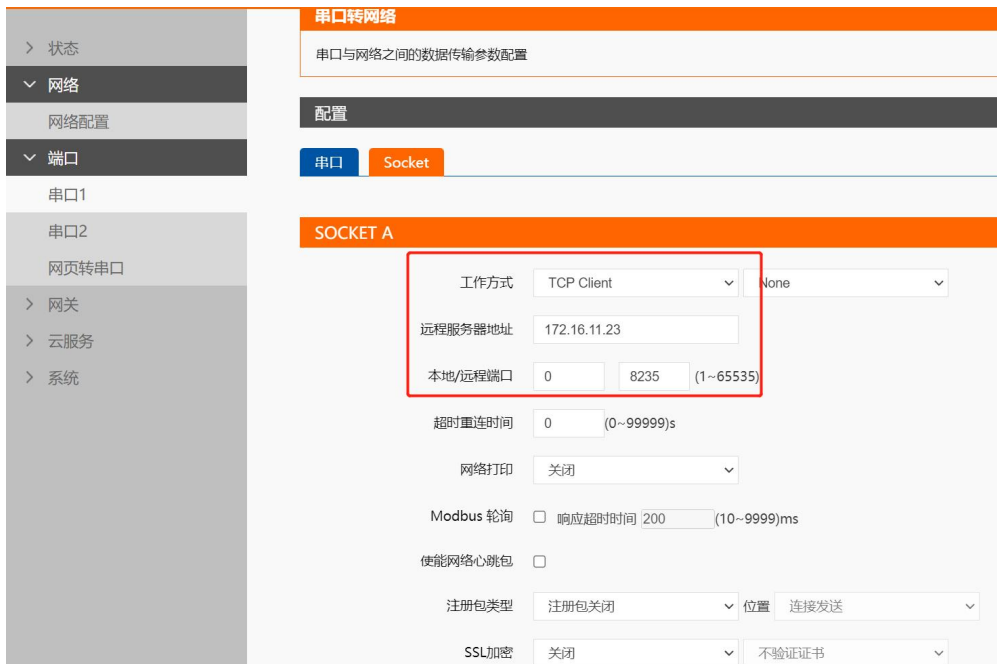 状态
网络
网络配置
端口
串口1
串口2
网页转串口
网关
云服务
系统
串口转网络
串口与网络之间的数据传输参数配置
配置
串口 Socket
SOCKET A
工作方式 TCP Client None
远程服务器地址 172.16.11.23
本地/远程端口 0 8235 (1~65535)
超时重连时间 0 (0~99999)s
网络打印 关闭
Modbus 轮询 响应超时时间 200 (10~9999)ms
使能网络心跳包
注册包类型 注册包关闭 位置 连接发送
SSL加密 关闭 不验证证书